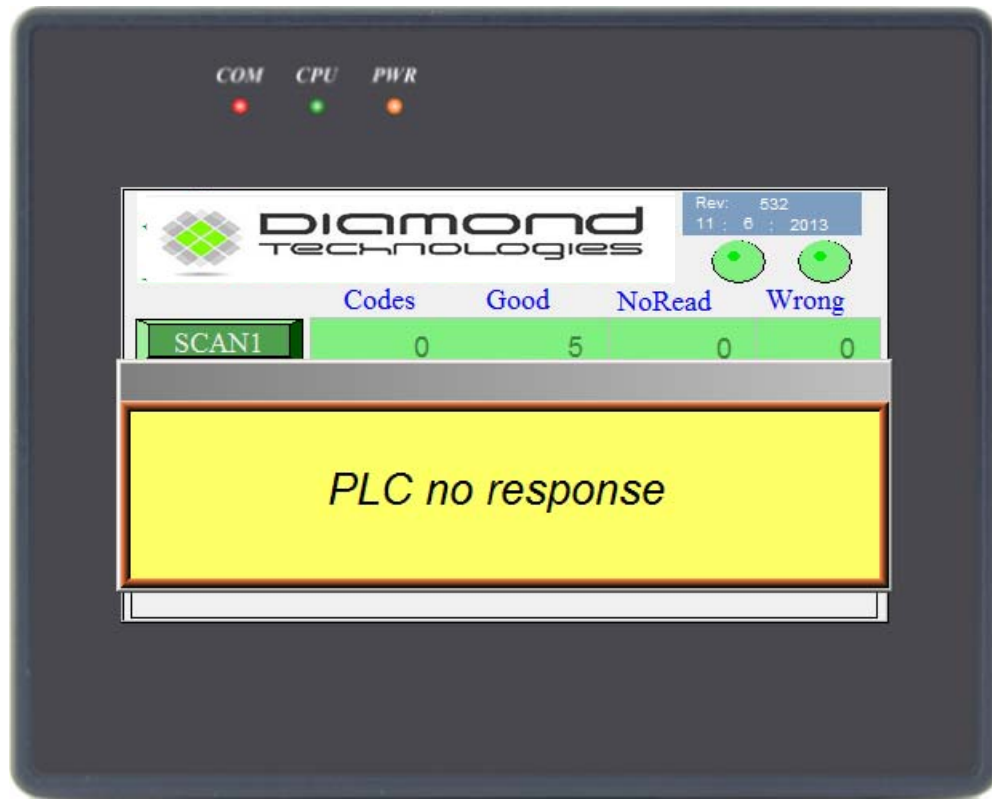 COM CPU PWR
DIamond
TECHNOLOGIES
Rev: 532
11 : 6 : 2013
Codes Good NoRead Wrong
SCAN1 0 5 0 0
PLC no response